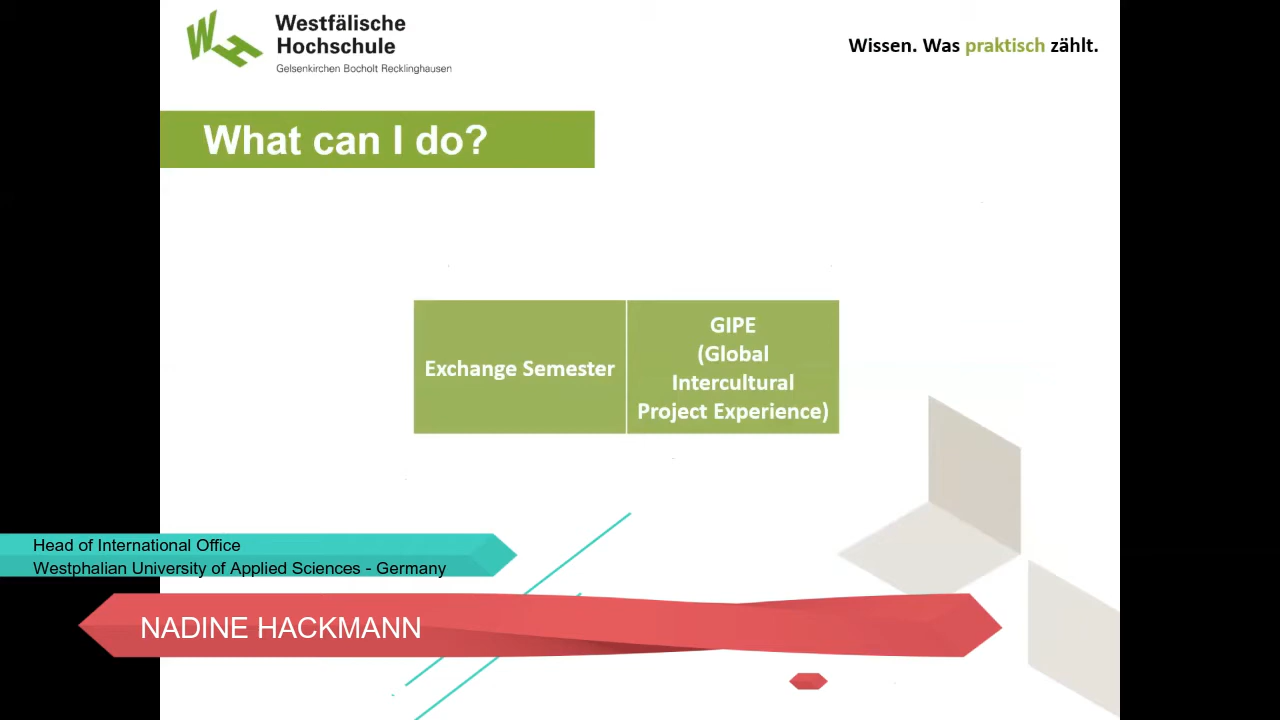 Westfälische
Hochschule
Gelsenkirchen Bocholt Recklinghausen
Wissen. Was praktisch zählt.
What can I do?
Exchange Semester
GIPE
(Global
Intercultural
Project Experience)
Head of International Office
Westphalian University of Applied Sciences - Germany
NADINE HACKMANN